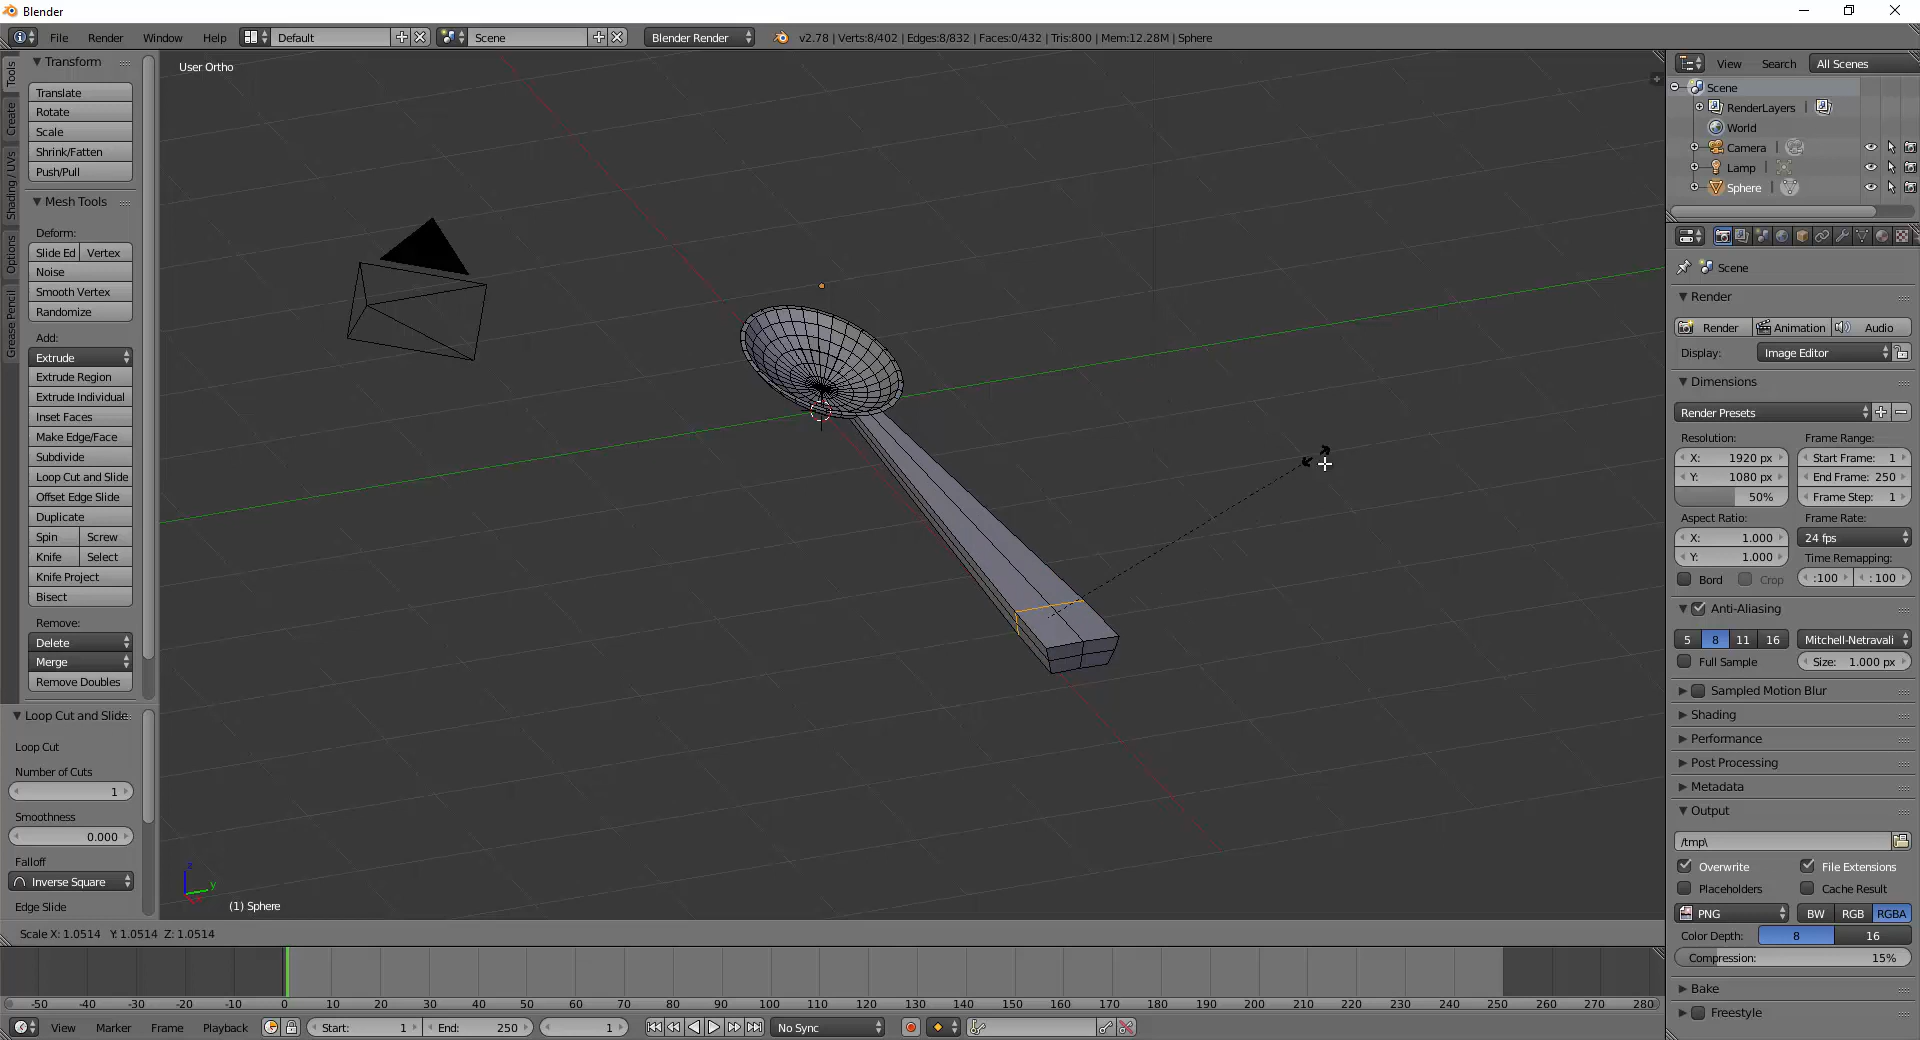 Blender
File Render Window Help Default Scene Blender Render v2.78 | Verts:8/402 | Edges:8/832 | Faces:0/432 | Tris:800 | Mem:12.28M | Sphere
Tools
Create
Shading / UVs
Options
Grease Pencil
Transform
Translate
Rotate
Scale
Shrink/Fatten
Push/Pull
Mesh Tools
Deform:
Slide Ed Vertex
Noise
Smooth Vertex
Randomize
Add:
Extrude
Extrude Region
Extrude Individual
Inset Faces
Make Edge/Face
Subdivide
Loop Cut and Slide
Offset Edge Slide
Duplicate
Spin Screw
Knife Select
Knife Project
Bisect
Remove:
Delete
Merge
Remove Doubles
Loop Cut and Slide
Loop Cut
Number of Cuts
1
Smoothness
0.000
Falloff
Inverse Square
Edge Slide
User Ortho
z
y
x
(1) Sphere
Scale X: 1.0514 Y: 1.0514 Z: 1.0514
View Search All Scenes
Scene
RenderLayers |
World
Camera |
Lamp |
Sphere |
Scene
Render
Render Animation Audio
Display: Image Editor
Dimensions
Render Presets
Resolution: Frame Range:
X: 1920 px Start Frame: 1
Y: 1080 px End Frame: 250
50% Frame Step: 1
Aspect Ratio: Frame Rate:
X: 1.000 24 fps
Y: 1.000 Time Remapping:
Bord Crop :100 : 100
Anti-Aliasing
5 8 11 16 Mitchell-Netravali
Full Sample Size: 1.000 px
Sampled Motion Blur
Shading
Performance
Post Processing
Metadata
Output
/tmp\
Overwrite File Extensions
Placeholders Cache Result
PNG BW RGB RGBA
Color Depth: 8 16
Compression: 15%
Bake
Freestyle
-50 -40 -30 -20 -10 0 10 20 30 40 50 60 70 80 90 100 110 120 130 140 150 160 170 180 190 200 210 220 230 240 250 260 270 280
View Marker Frame Playback Start: 1 End: 250 1 No Sync